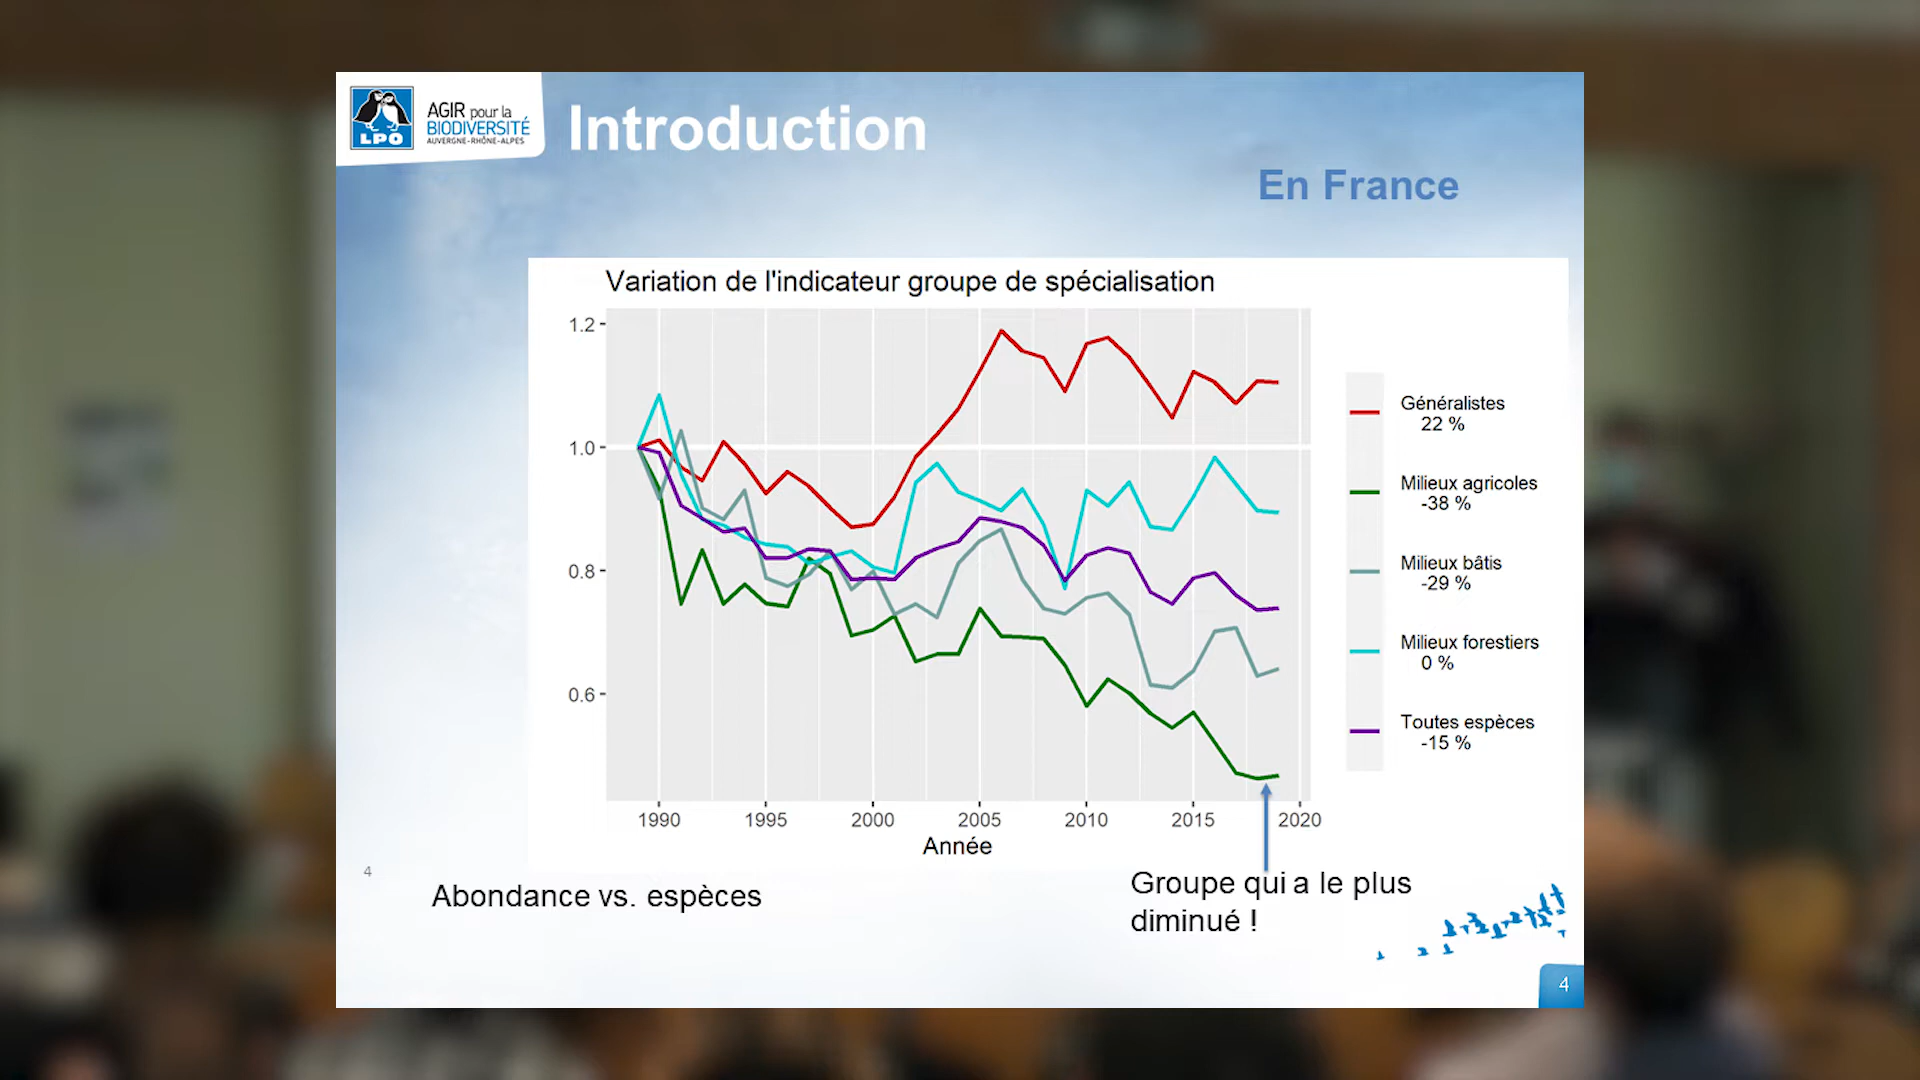 LPO
AGIR pour la
BIODIVERSITÉ
AUVERGNE-RHÔNE-ALPES
Introduction
En France
Variation de l'indicateur groupe de spécialisation
1.2
1.0
0.8
0.6
1990 1995 2000 2005 2010 2015 2020
Année
Généralistes
22 %
Milieux agricoles
-38 %
Milieux bâtis
-29 %
Milieux forestiers
0 %
Toutes espèces
-15 %
4
Abondance vs. espèces
Groupe qui a le plus
diminué !
4